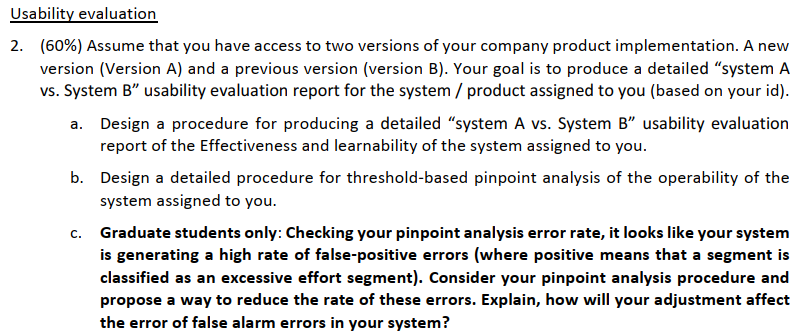 Usability evaluation
2. (60%) Assume that you have access to two versions of your company product implementation. A new
version (Version A) and a previous version (version B). Your goal is to produce a detailed “system A
vs. System B” usability evaluation report for the system / product assigned to you (based on your id).
a. Design a procedure for producing a detailed “system A vs. System B” usability evaluation
report of the Effectiveness and learnability of the system assigned to you.
b. Design a detailed procedure for threshold-based pinpoint analysis of the operability of the
system assigned to you.
c. Graduate students only: Checking your pinpoint analysis error rate, it looks like your system
is generating a high rate of false-positive errors (where positive means that a segment is
classified as an excessive effort segment). Consider your pinpoint analysis procedure and
propose a way to reduce the rate of these errors. Explain, how will your adjustment affect
the error of false alarm errors in your system?